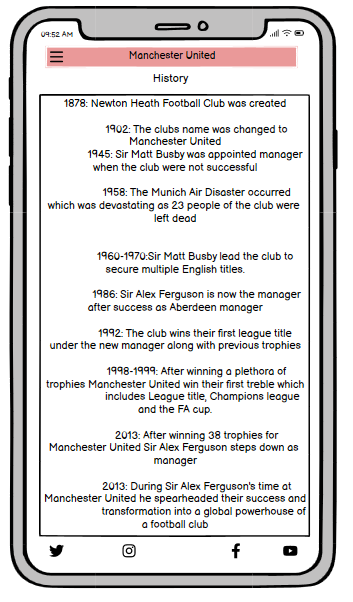 09:52 AM
Manchester United
History
1878: Newton Heath Football Club was created
1902: The clubs name was changed to
Manchester United
1945: Sir Matt Busby was appointed manager
when the club were not successful
1958: The Munich Air Disaster occurred
which was devastating as 23 people of the club were
left dead
1960-1970:Sir Matt Busby lead the club to
secure multiple English titles.
1986: Sir Alex Ferguson is now the manager
after success as Aberdeen manager
1992: The club wins their first league title
under the new manager along with previous trophies
1998-1999: After winning a plethora of
trophies Manchester United win their first treble which
includes League title, Champions league
and the FA cup.
2013: After winning 38 trophies for
Manchester United Sir Alex Ferguson steps down as
manager
2013: During Sir Alex Ferguson's time at
Manchester United he spearheaded their success and
transformation into a global powerhouse of
a football club